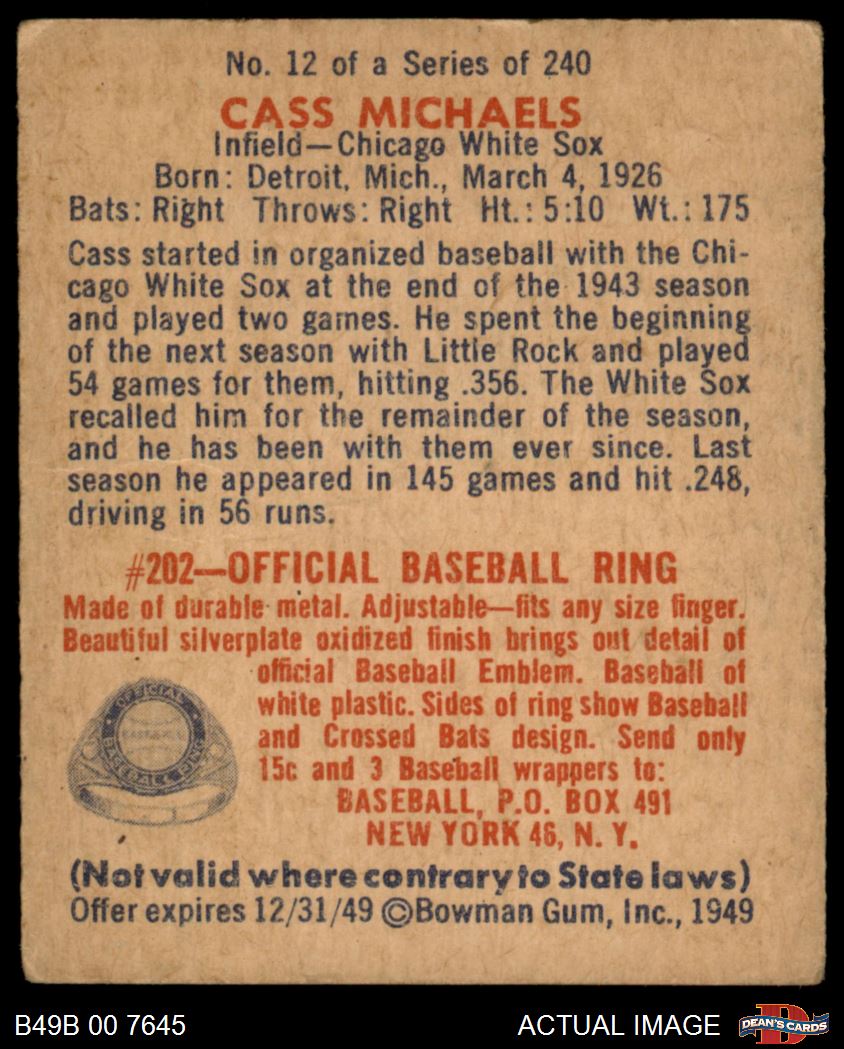 No. 12 of a Series of 240
CASS MICHAELS
Infield—Chicago White Sox
Born: Detroit, Mich., March 4, 1926
Bats: Right Throws: Right Ht.: 5:10 Wt.: 175
Cass started in organized baseball with the Chi-
cago White Sox at the end of the 1943 season
and played two games. He spent the beginning
of the next season with Little Rock and played
54 games for them, hitting .356. The White Sox
recalled him for the remainder of the season,
and he has been with them ever since. Last
season he appeared in 145 games and hit .248,
driving in 56 runs.
#202—OFFICIAL BASEBALL RING
Made of durable metal. Adjustable—fits any size finger.
Beautiful silverplate oxidized finish brings out detail of
official Baseball Emblem. Baseball of
white plastic. Sides of ring show Baseball
and Crossed Bats design. Send only
15c and 3 Baseball wrappers to:
BASEBALL, P.O. BOX 491
NEW YORK 46, N. Y.
OFFICIAL
BASEBALL RING
(Not valid where contrary to State laws)
Offer expires 12/31/49 ©Bowman Gum, Inc., 1949
B49B 00 7645
ACTUAL IMAGE
DEAN'S CARDS